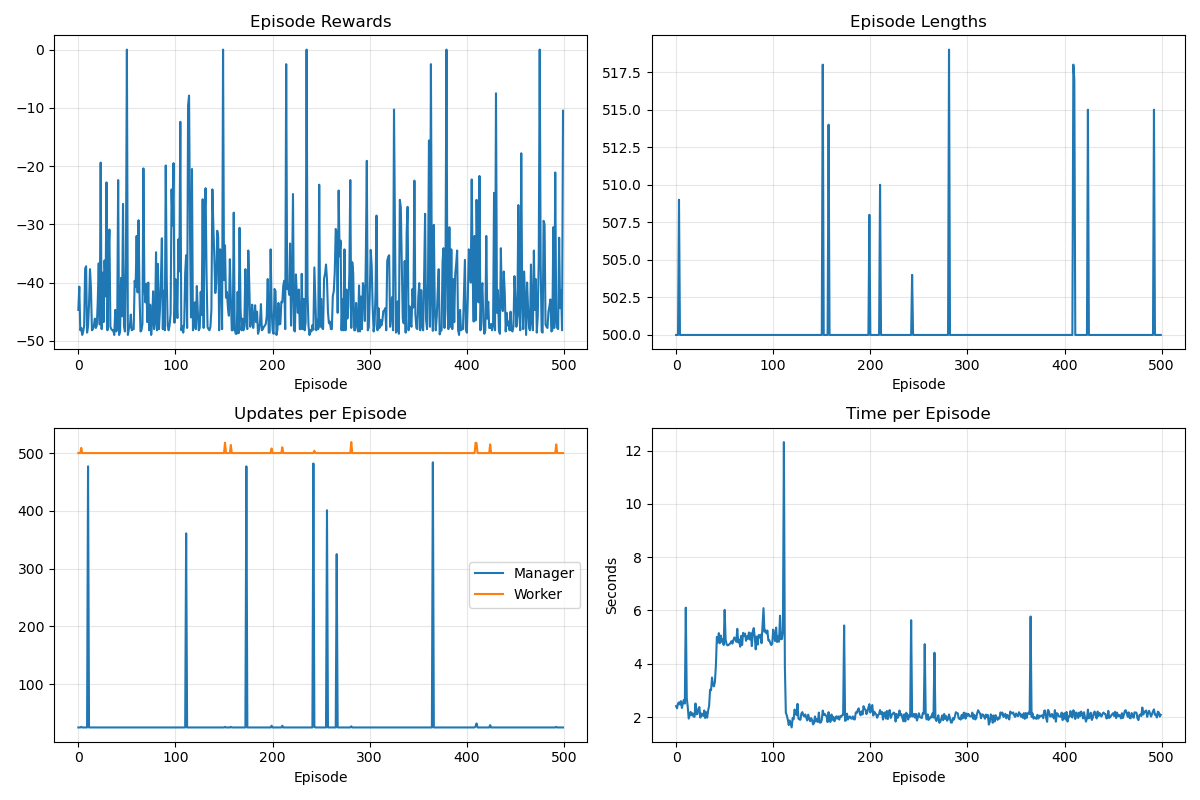 Episode Rewards
0
−10
−20
−30
−40
−50
0 100 200 300 400 500
Episode
Episode Lengths
517.5
515.0
512.5
510.0
507.5
505.0
502.5
500.0
0 100 200 300 400 500
Episode
Updates per Episode
500
400
300
200
100
Manager
Worker
0 100 200 300 400 500
Episode
Time per Episode
Seconds
12
10
8
6
4
2
0 100 200 300 400 500
Episode